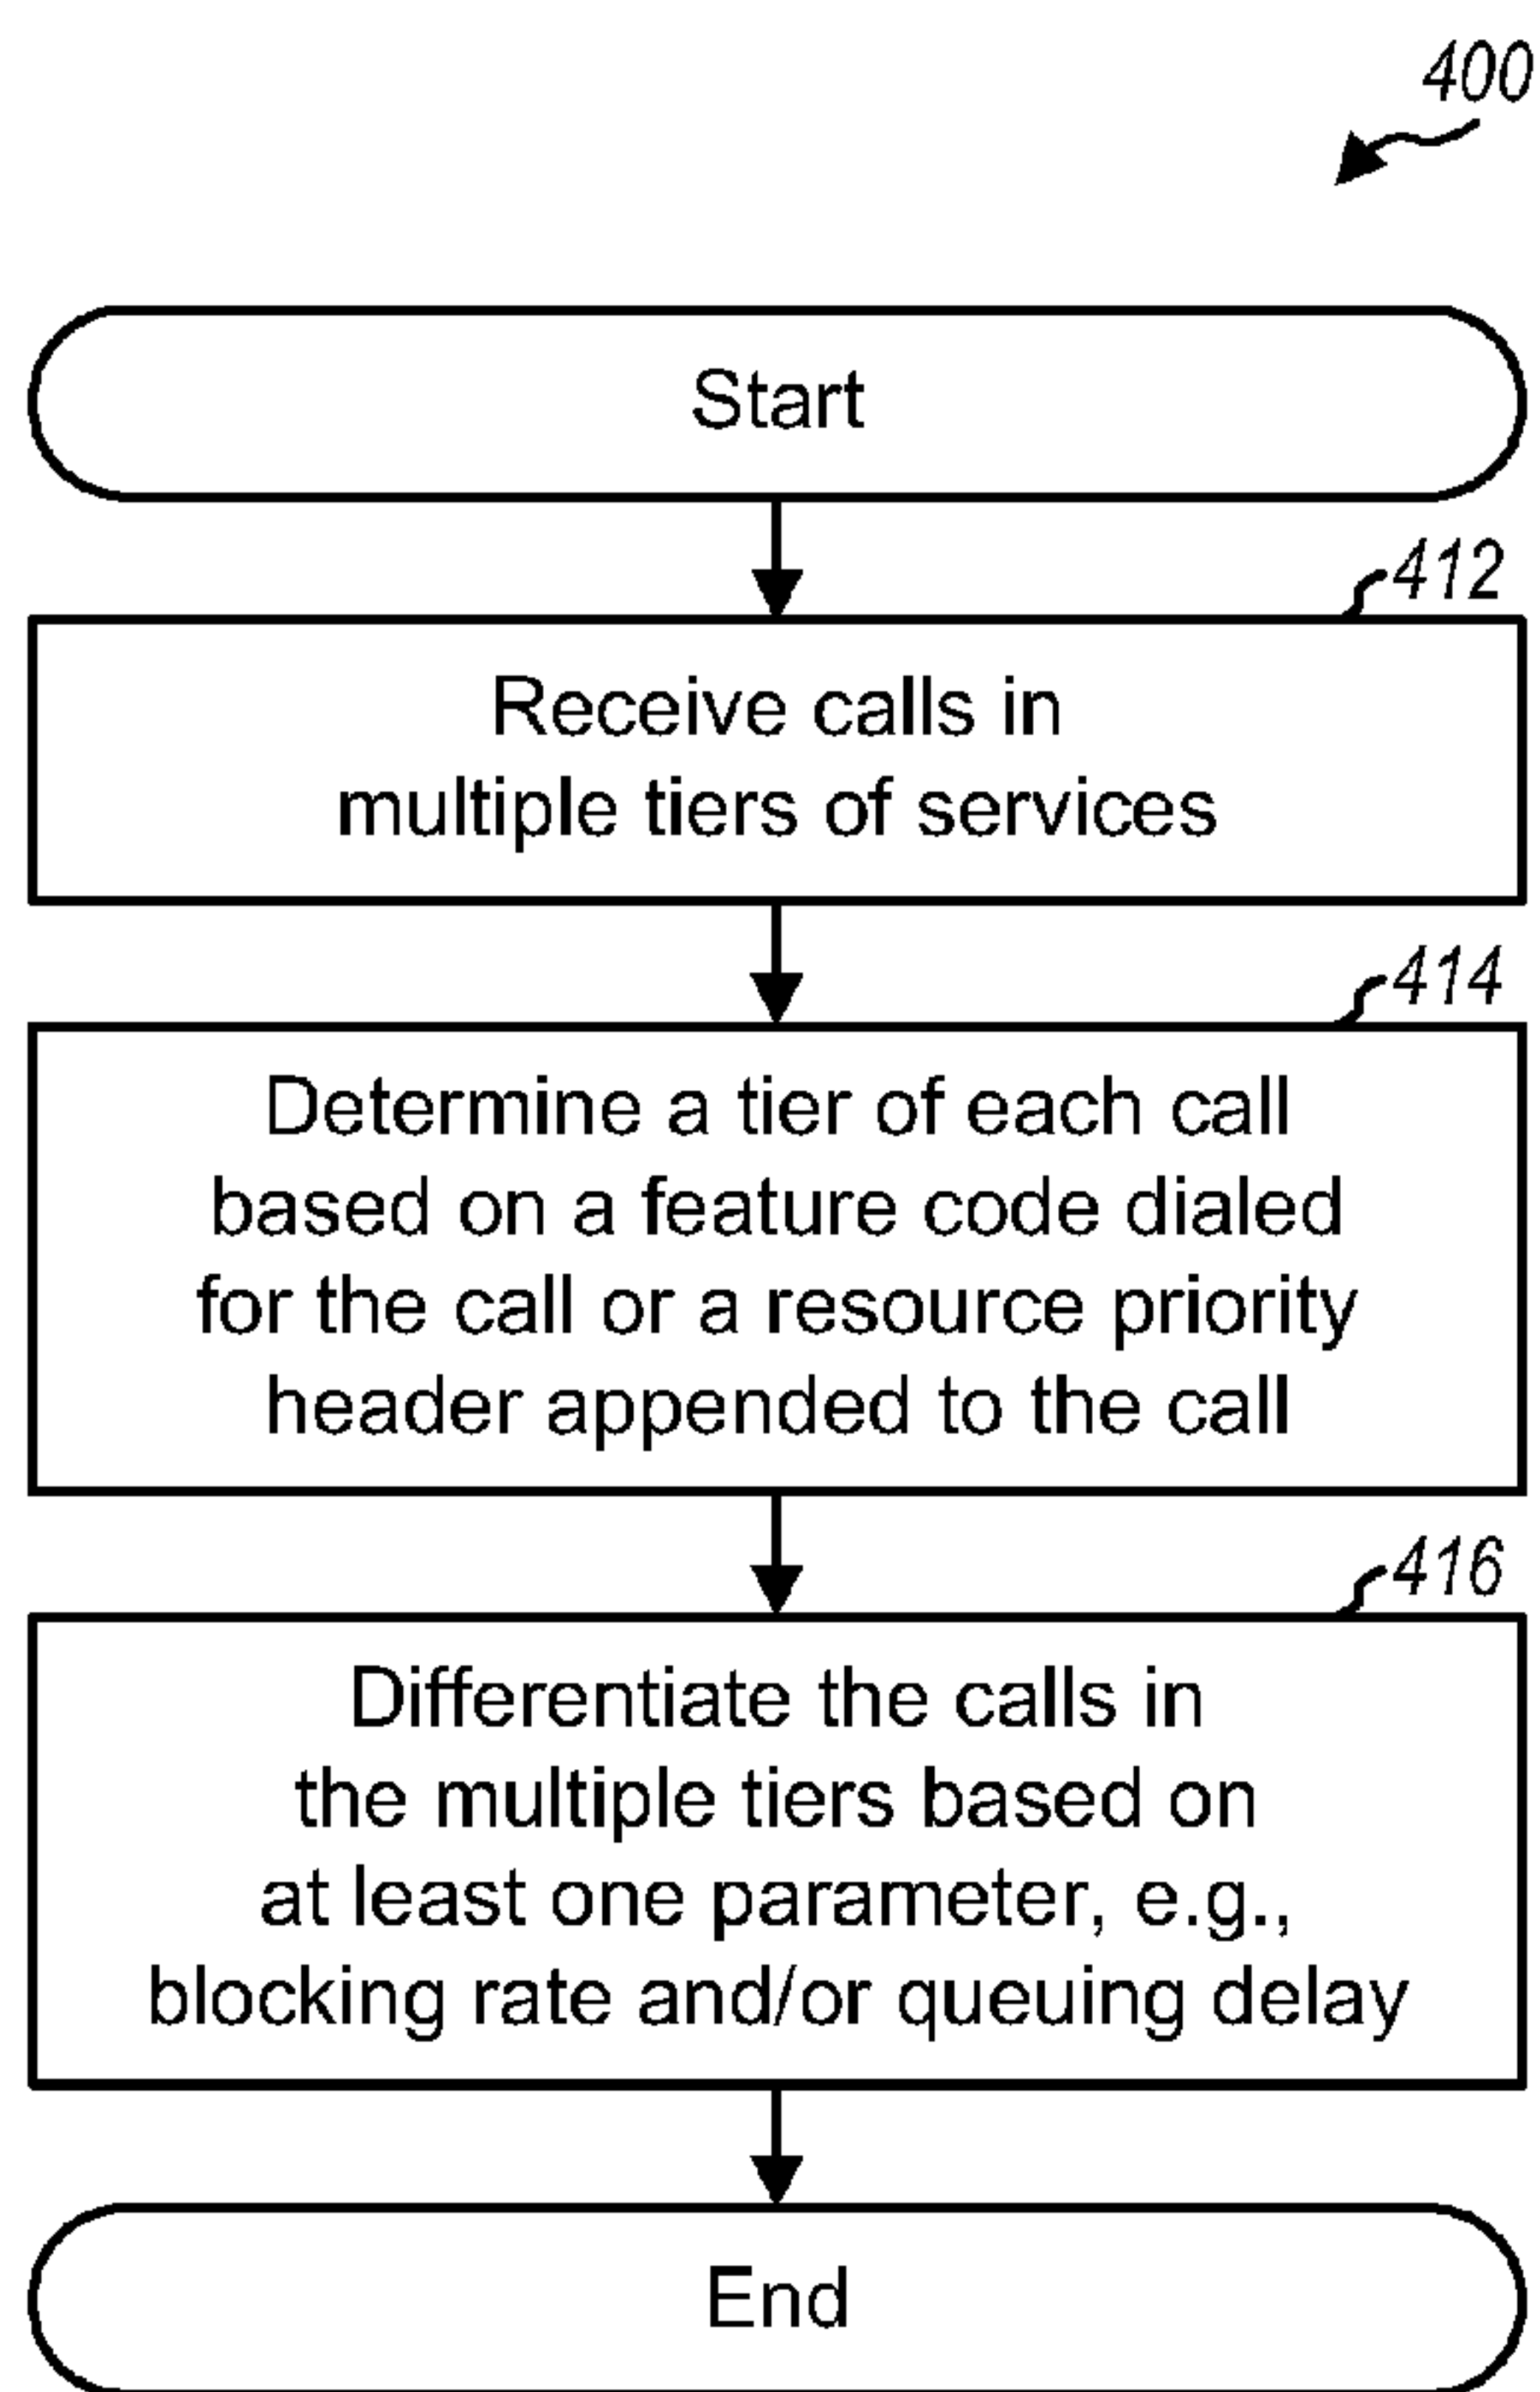 400
Start
412
Receive calls in
multiple tiers of services
414
Determine a tier of each call
based on a feature code dialed
for the call or a resource priority
header appended to the call
416
Differentiate the calls in
the multiple tiers based on
at least one parameter, e.g.,
blocking rate and/or queuing delay
End